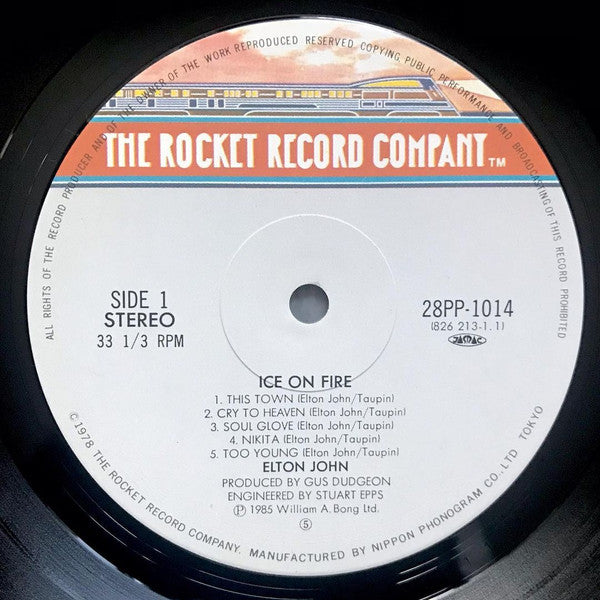 ALL RIGHTS OF THE RECORD PRODUCER AND OF THE OWNER OF THE WORK REPRODUCED RESERVED. COPYING, PUBLIC PERFORMANCE AND BROADCASTING OF THIS RECORD PROHIBITED
THE ROCKET RECORD COMPANY TM
SIDE 1
STEREO
33 1/3 RPM
28PP-1014
(826 213-1.1)
JASRAC
ICE ON FIRE
1. THIS TOWN (Elton John/Taupin)
2. CRY TO HEAVEN (Elton John/Taupin)
3. SOUL GLOVE (Elton John/Taupin)
4. NIKITA (Elton John/Taupin)
5. TOO YOUNG (Elton John/Taupin)
ELTON JOHN
PRODUCED BY GUS DUDGEON
ENGINEERED BY STUART EPPS
Ⓟ 1985 William A. Bong Ltd.
⑤
© 1978 THE ROCKET RECORD COMPANY. MANUFACTURED BY NIPPON PHONOGRAM CO., LTD. TOKYO